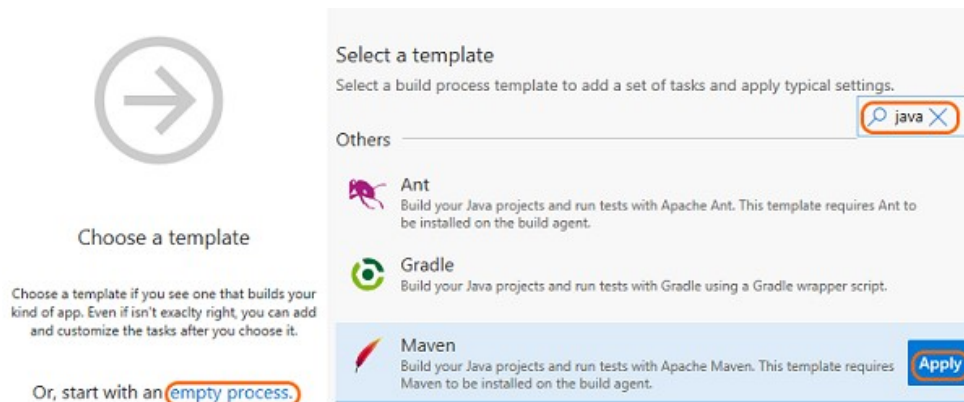 Choose a template
Choose a template if you see one that builds your
kind of app. Even if isn't exaclty right, you can add
and customize the tasks after you choose it.
Or, start with an empty process.
Select a template
Select a build process template to add a set of tasks and apply typical settings.
java
Others
Ant
Build your Java projects and run tests with Apache Ant. This template requires Ant to
be installed on the build agent.
Gradle
Build your Java projects and run tests with Gradle using a Gradle wrapper script.
Maven
Build your Java projects and run tests with Apache Maven. This template requires
Maven to be installed on the build agent.
Apply